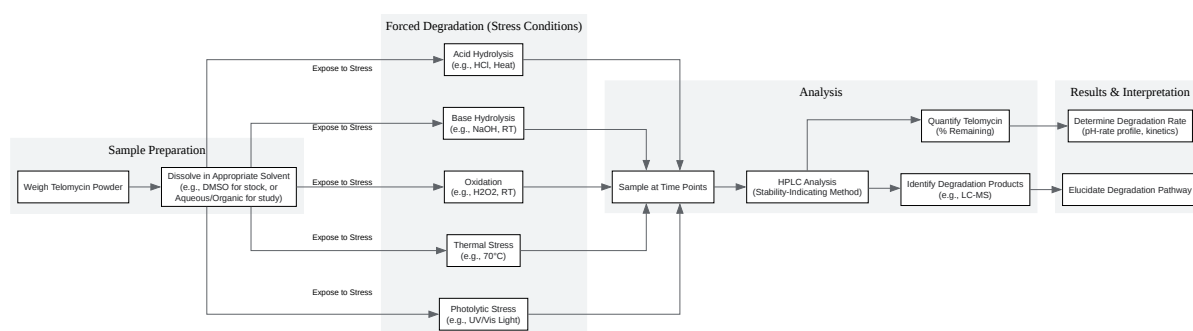 Forced Degradation (Stress Conditions)
Acid Hydrolysis
(e.g., HCl, Heat)
Expose to Stress
Analysis
Results & Interpretation
Base Hydrolysis
(e.g., NaOH, RT)
Expose to Stress
Quantify Telomycin
(% Remaining)
Determine Degradation Rate
(pH-rate profile, kinetics)
Sample Preparation
Weigh Telomycin Powder
Dissolve in Appropriate Solvent
(e.g., DMSO for stock, or
Aqueous/Organic for study)
Expose to Stress
Oxidation
(e.g., H2O2, RT)
Sample at Time Points
HPLC Analysis
(Stability-Indicating Method)
Identify Degradation Products
(e.g., LC-MS)
Elucidate Degradation Pathway
Expose to Stress
Thermal Stress
(e.g., 70°C)
Expose to Stress
Photolytic Stress
(e.g., UV/Vis Light)